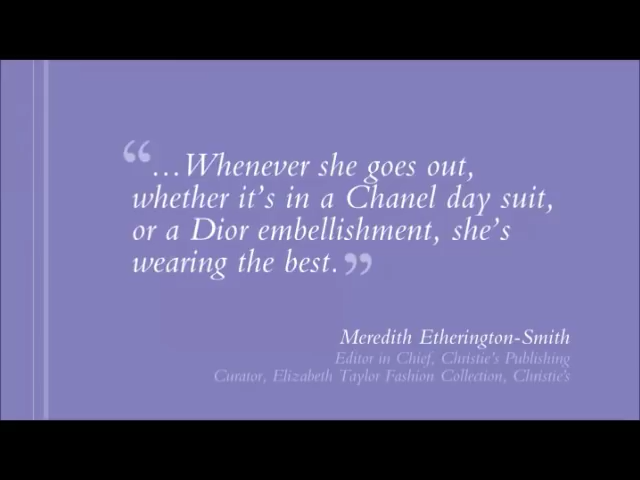 “...Whenever she goes out,
whether it's in a Chanel day suit,
or a Dior embellishment, she's
wearing the best.”
Meredith Etherington-Smith
Editor in Chief, Christie's Publishing
Curator, Elizabeth Taylor Fashion Collection, Christie's